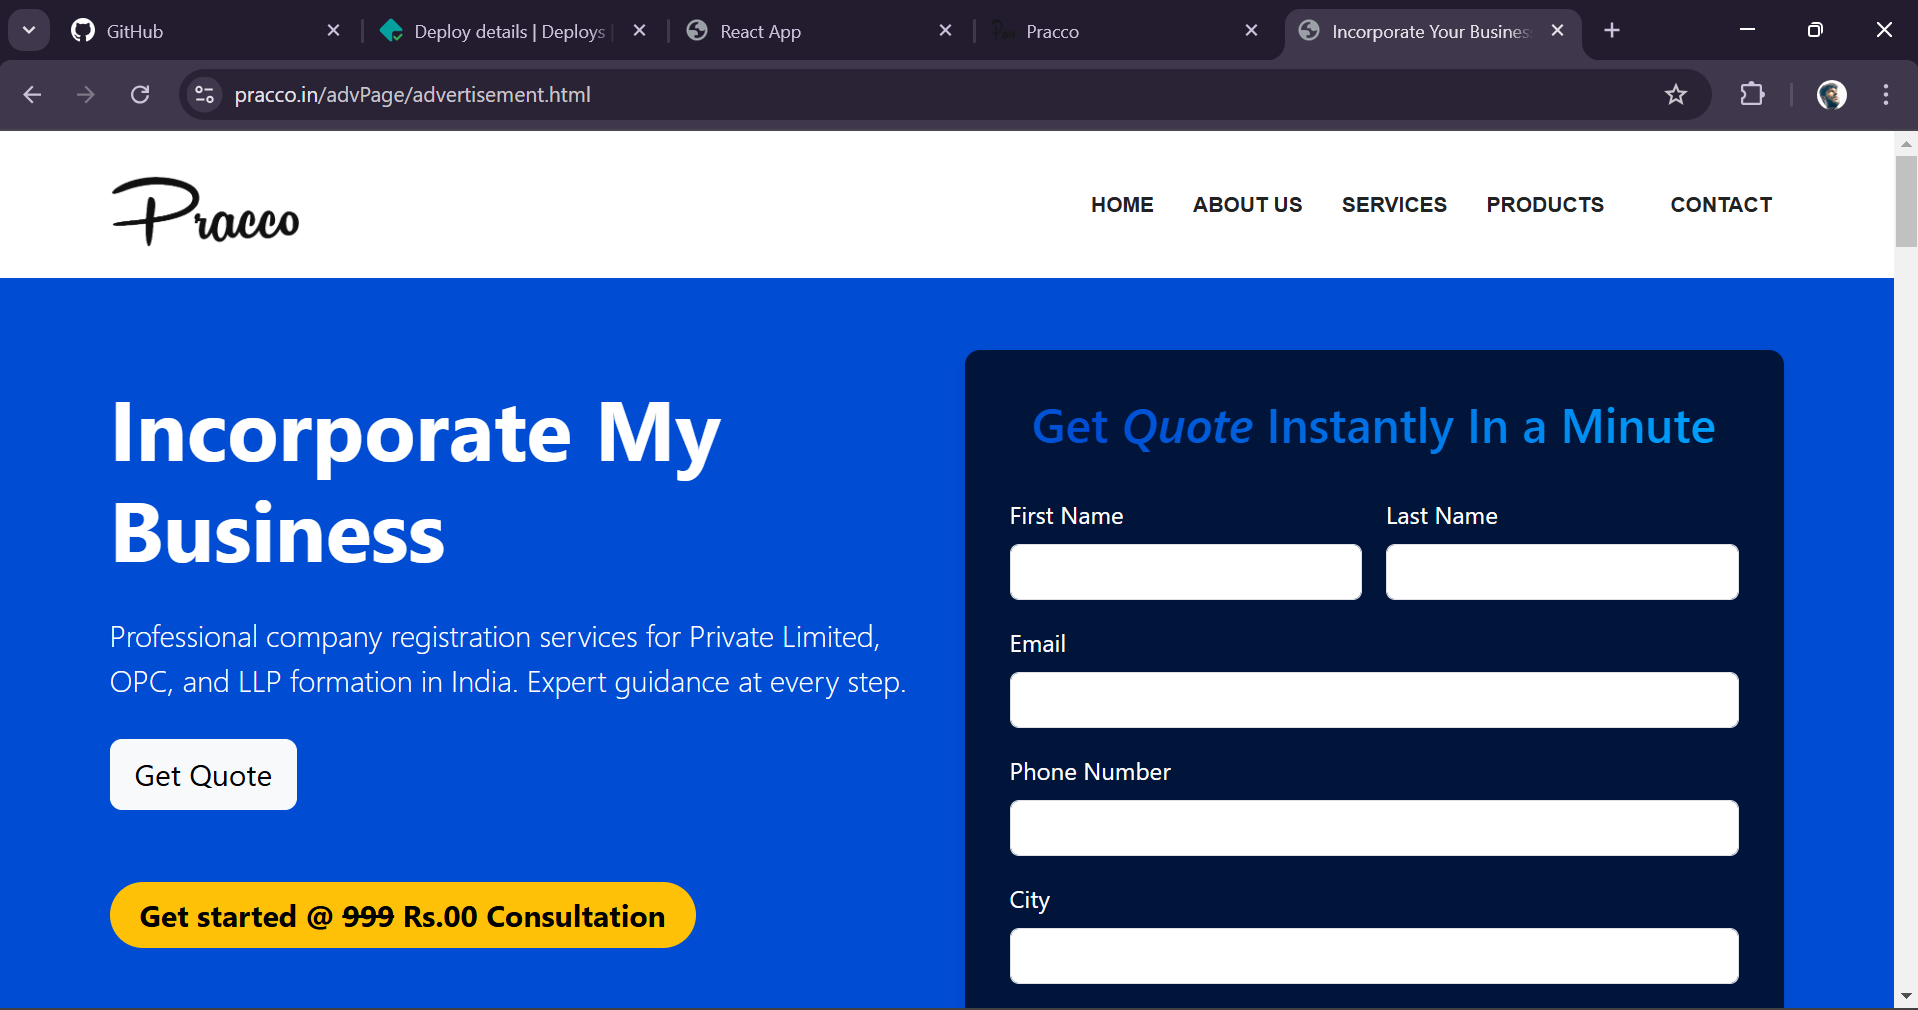 GitHub
Deploy details | Deploys
React App
Pracco
Incorporate Your Busines
pracco.in/advPage/advertisement.html
Pracco
HOME ABOUT US SERVICES PRODUCTS CONTACT
Incorporate My
Business
Professional company registration services for Private Limited,
OPC, and LLP formation in India. Expert guidance at every step.
Get Quote
Get started @ 999 Rs.00 Consultation
Get Quote Instantly In a Minute
First Name Last Name
Email
Phone Number
City